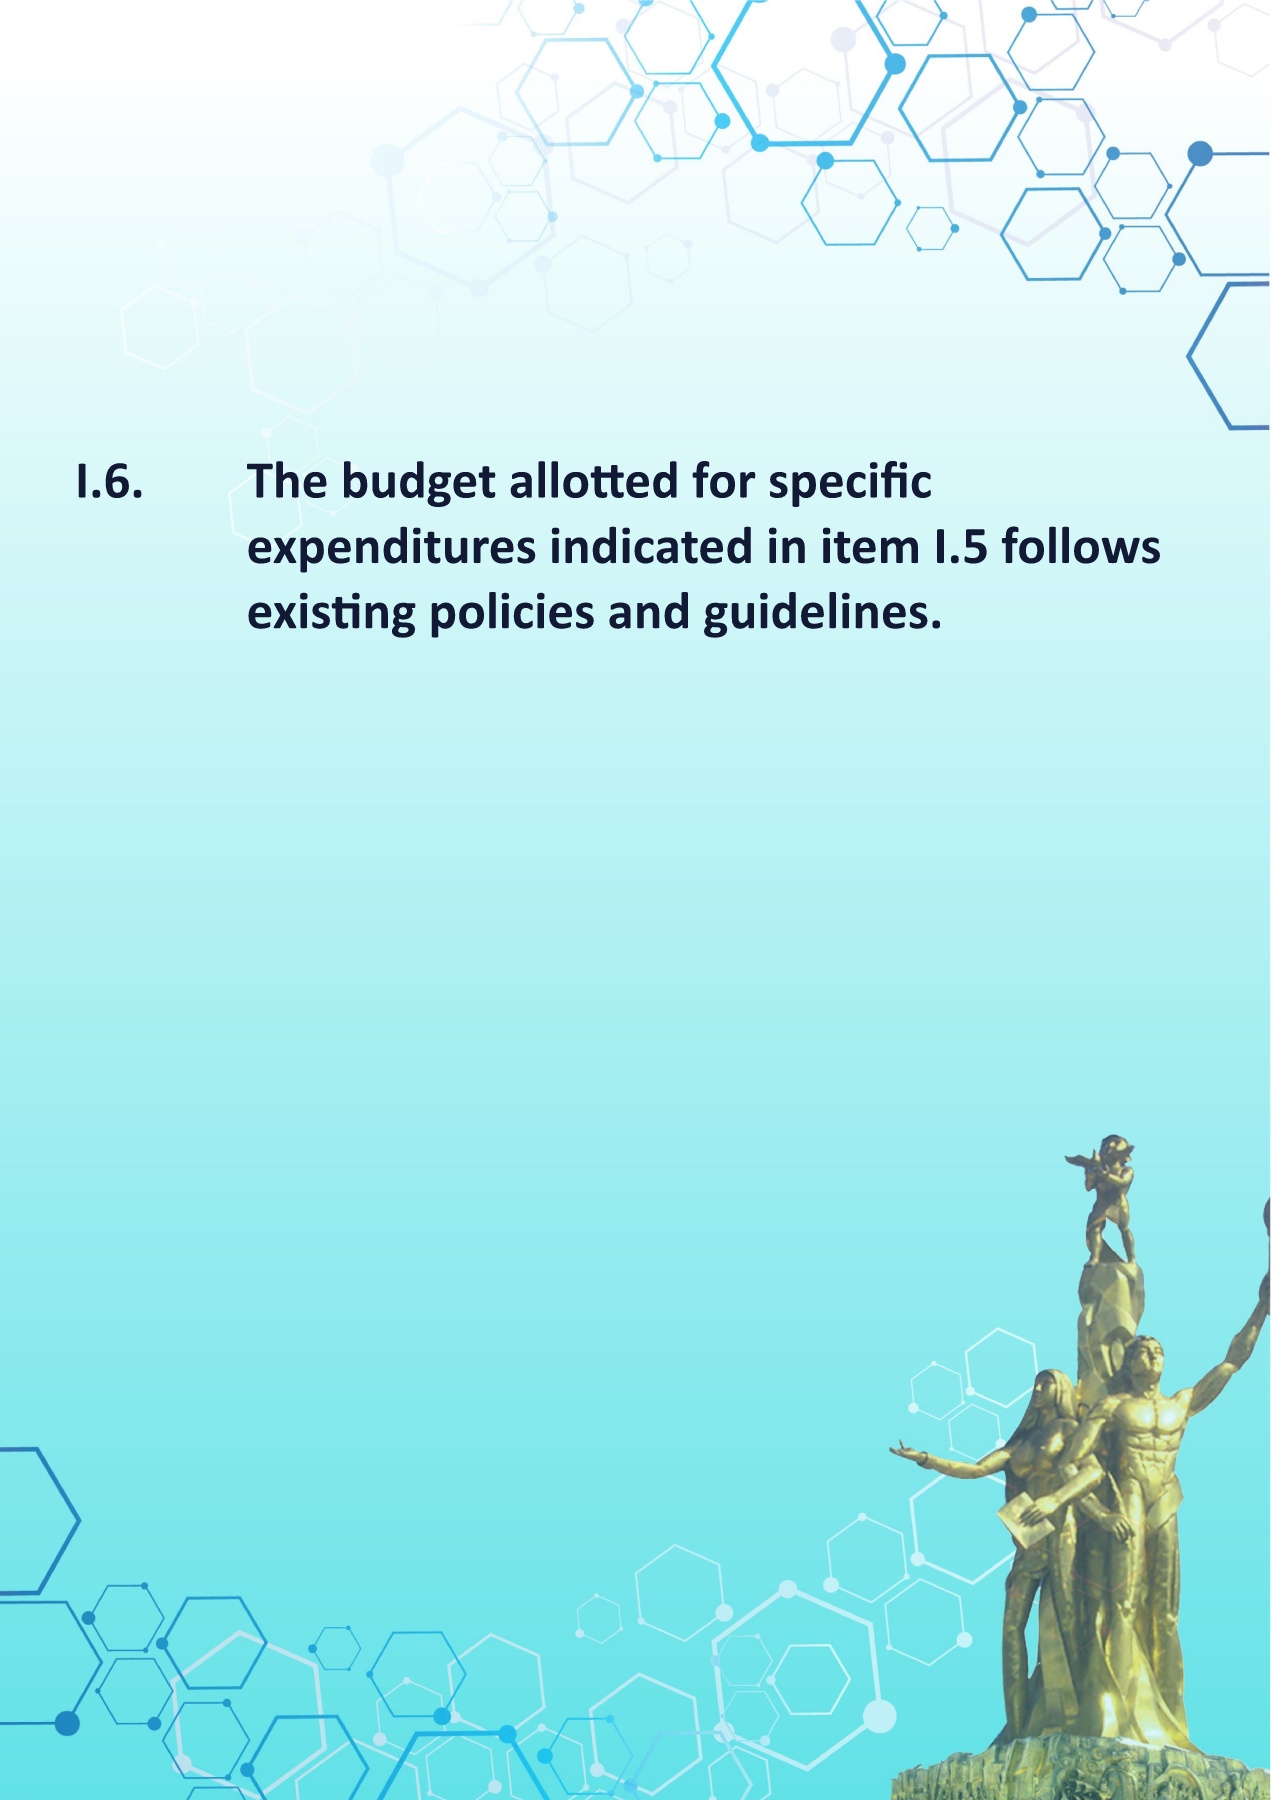 I.6. The budget allotted for specific
expenditures indicated in item I.5 follows
existing policies and guidelines.